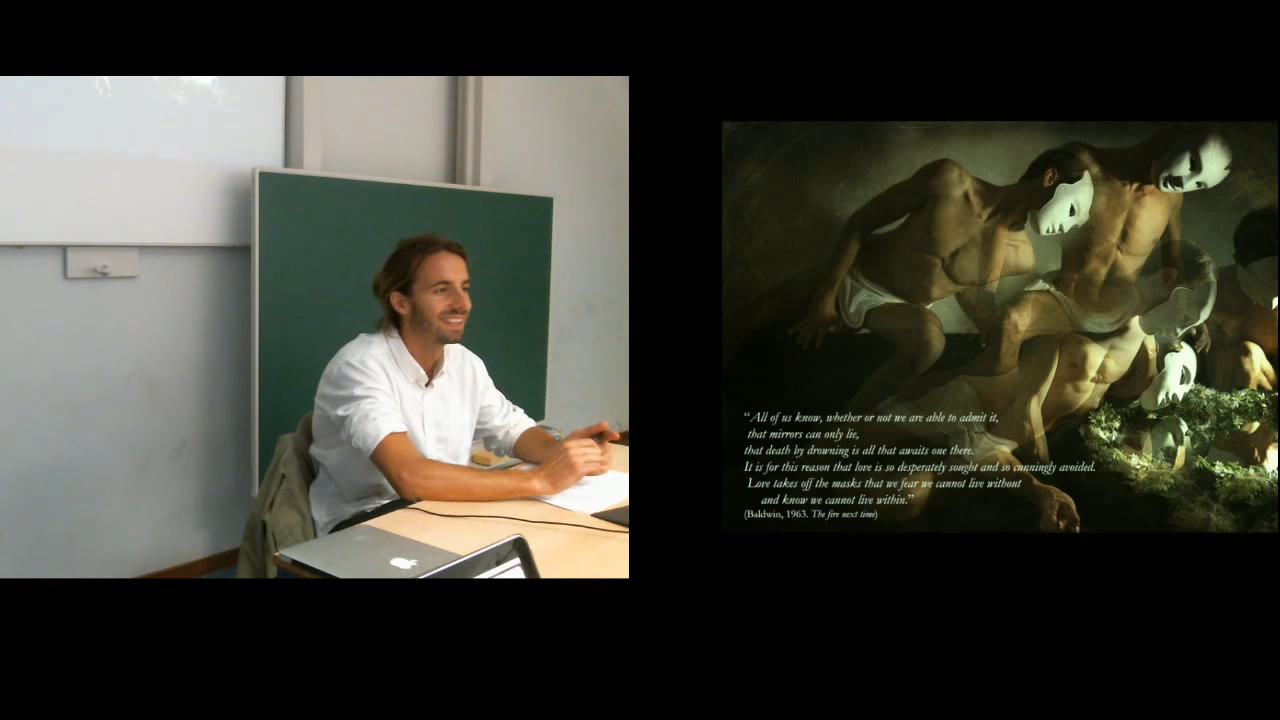 “All of us know, whether or not we are able to admit it,
that mirrors can only lie,
that death by drowning is all that awaits one there.
It is for this reason that love is so desperately sought and so cunningly avoided.
Love takes off the masks that we fear we cannot live without
and know we cannot live within.”
(Baldwin, 1963. The fire next time)